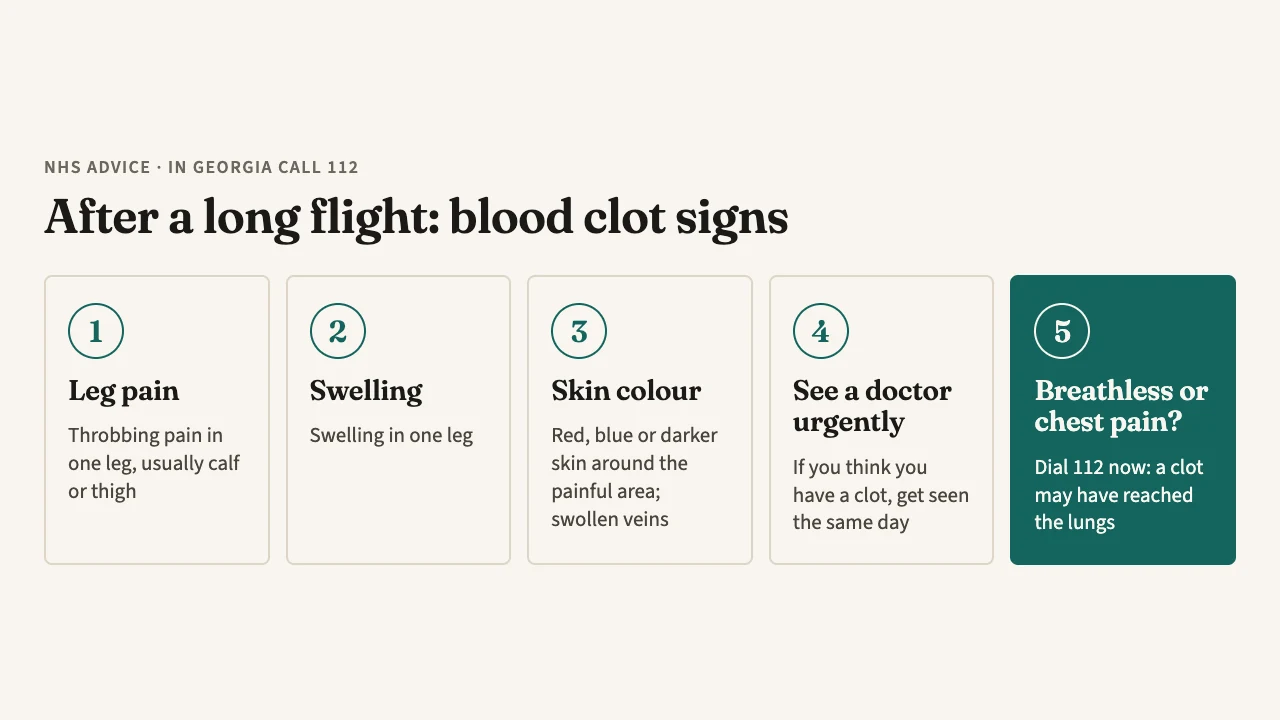 NHS ADVICE · IN GEORGIA CALL 112
After a long flight: blood clot signs
1
Leg pain
Throbbing pain in
one leg, usually calf
or thigh
2
Swelling
Swelling in one leg
3
Skin colour
Red, blue or darker
skin around the
painful area;
swollen veins
4
See a doctor
urgently
If you think you
have a clot, get seen
the same day
5
Breathless or
chest pain?
Dial 112 now: a clot
may have reached
the lungs